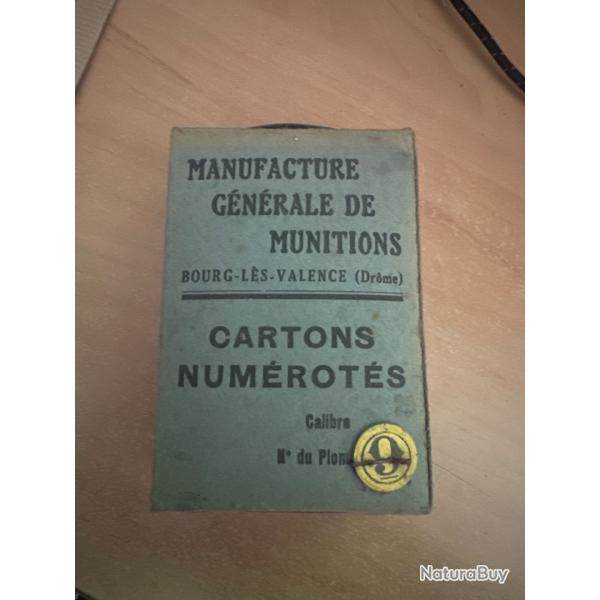 MANUFACTURE
GÉNÉRALE DE
MUNITIONS
BOURG-LÈS-VALENCE (Drôme)
CARTONS
NUMÉROTÉS
Calibre
N° du Plomb
9
NaturaBuy